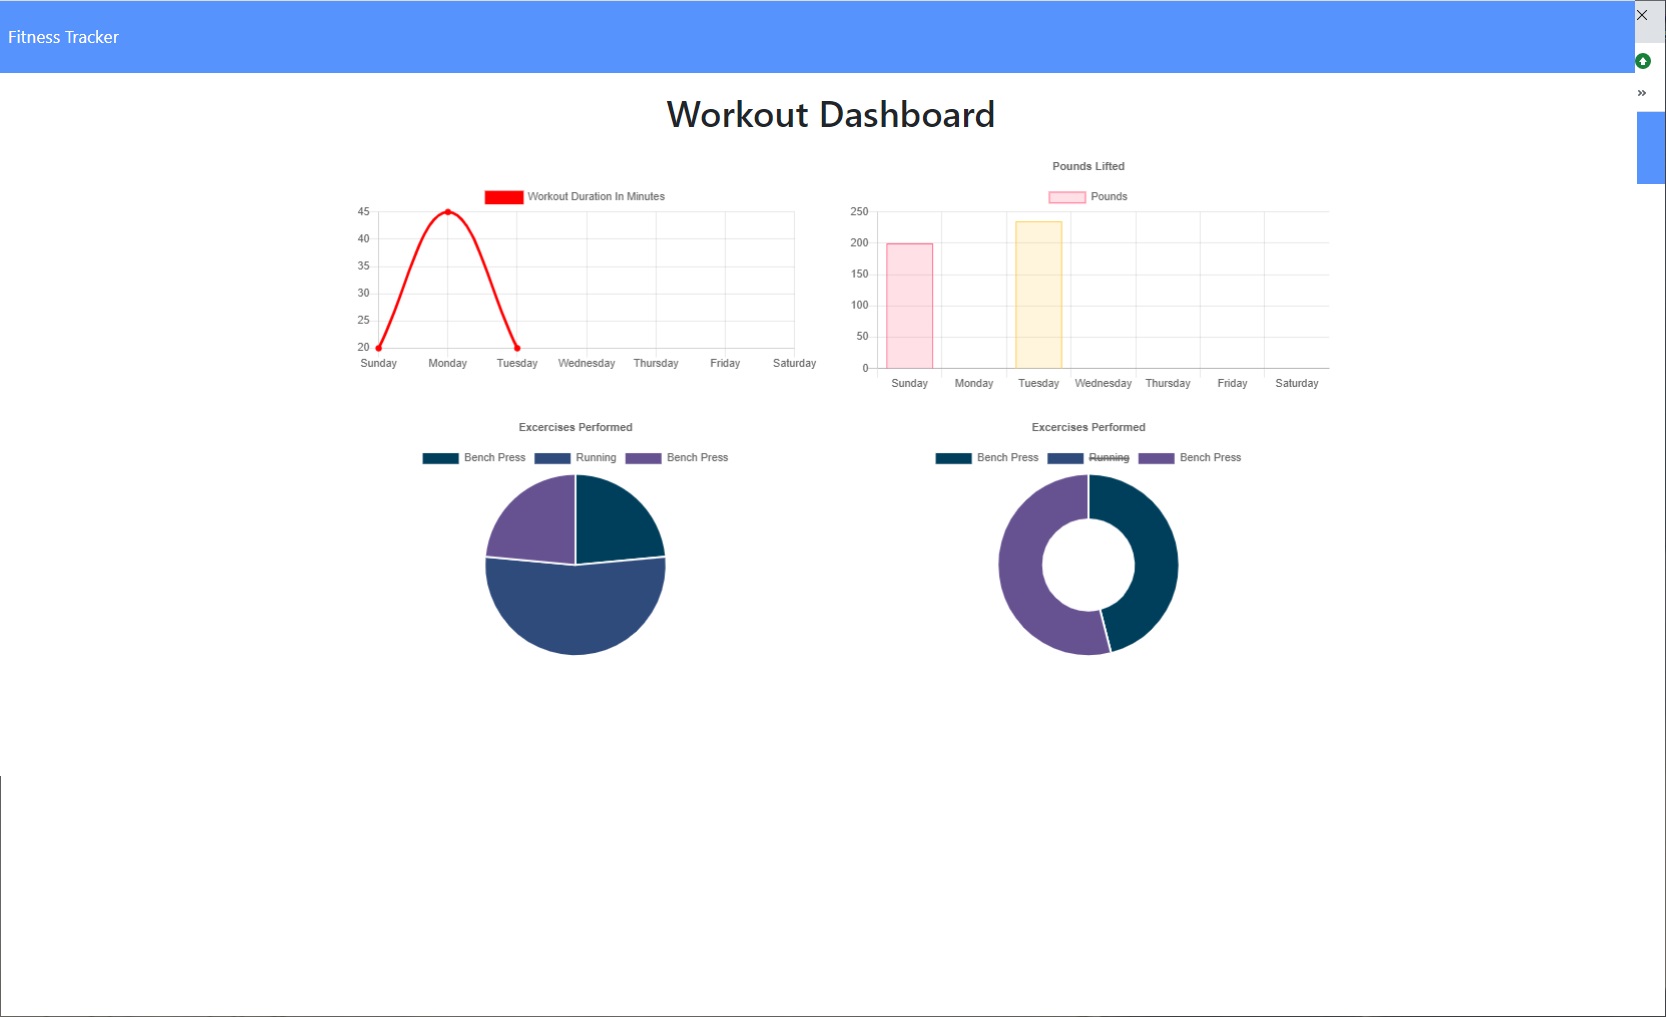 Fitness Tracker
Workout Dashboard
Workout Duration In Minutes
45
40
35
30
25
20
Sunday Monday Tuesday Wednesday Thursday Friday Saturday
Pounds Lifted
Pounds
250
200
150
100
50
0
Sunday Monday Tuesday Wednesday Thursday Friday Saturday
Excercises Performed
Bench Press Running Bench Press
Excercises Performed
Bench Press Running Bench Press